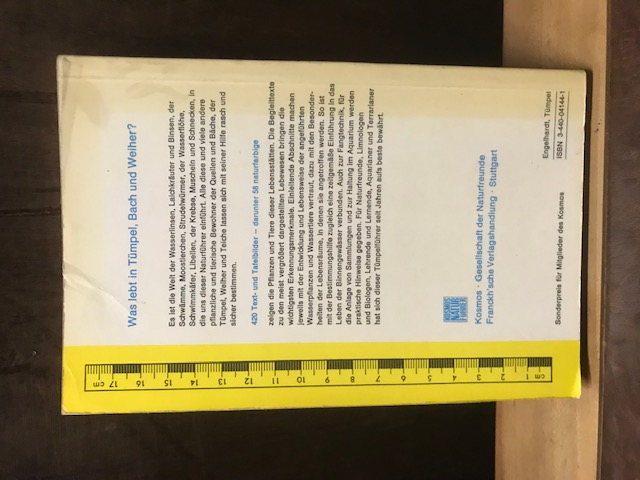 Was lebt in Tümpel, Bach und Weiher?
Es ist die Welt der Wasserlinsen, Laichkräuter und Binsen, der
Schwämme, Moostierchen, Strudelwürmer, der Wasserflöhe,
Schwimmkäfer, Libellen, der Krebse, Muscheln und Schnecken, in
die uns dieser Naturführer einführt. Alle diese und viele andere
pflanzliche und tierische Bewohner der Quellen und Bäche, der
Tümpel, Weiher und Teiche lassen sich mit seiner Hilfe rasch und
sicher bestimmen.
420 Text- und Tafelbilder – darunter 58 naturfarbige
zeigen die Pflanzen und Tiere dieser Lebensstätten. Die Begleittexte
zu den meist vergrößert dargestellten Lebewesen bringen die
wichtigsten Erkennungsmerkmale. Einleitende Abschnitte machen
jeweils mit der Entwicklung und Lebensweise der angeführten
Wasserpflanzen und Wassertiere vertraut, dazu mit den Besonder-
heiten der Lebensräume, in denen sie angetroffen werden. So ist
mit der Bestimmungshilfe zugleich eine zeitgemäße Einführung in das
Leben der Binnengewässer verbunden. Auch zur Fangtechnik, für
die Anlage von Sammlungen und zur Haltung im Aquarium werden
praktische Hinweise gegeben. Für Naturfreunde, Limnologen
und Biologen, Lehrende und Lernende, Aquarianer und Terrarianer
hat sich dieser Tümpelführer seit Jahren aufs beste bewährt.
KOSMOS
NATUR
FÜHRER
Kosmos · Gesellschaft der Naturfreunde
Franckh'sche Verlagshandlung · Stuttgart
Engelhardt, Tümpel
Sonderpreis für Mitglieder des Kosmos
ISBN 3-440-04144-1
cm 1 2 3 4 5 6 7 8 9 10 11 12 13 14 15 16 17 cm